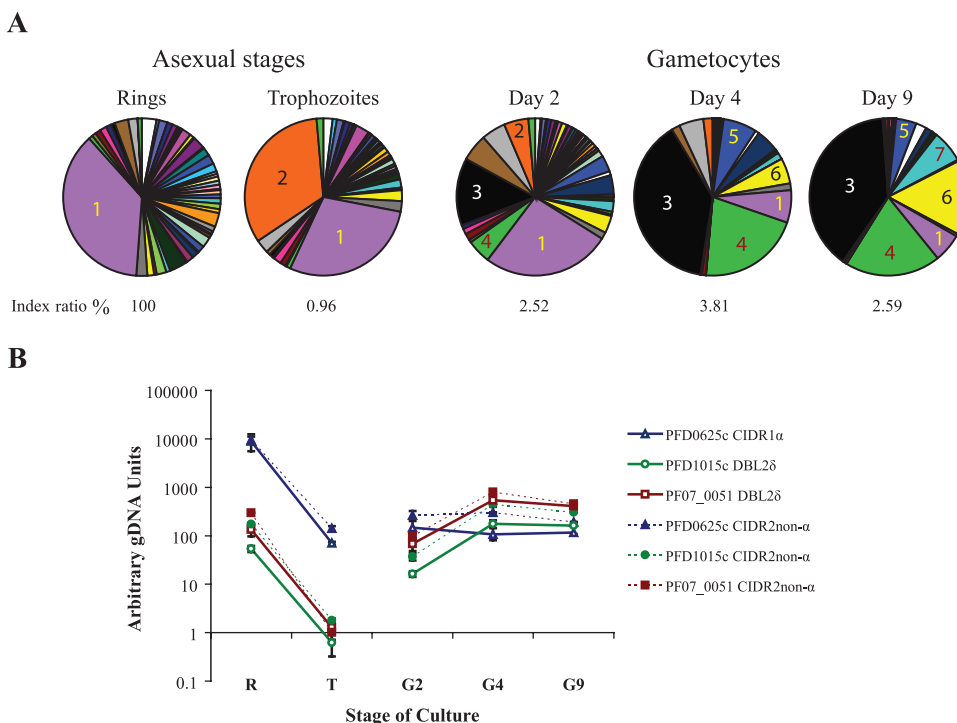 A
Asexual stages
Gametocytes
Rings
Trophozoites
Day 2
Day 4
Day 9
1
2
1
2
3
4
1
5
6
1
4
3
5
7
6
1
4
3
Index ratio % 100 0.96 2.52 3.81 2.59
B
Arbitrary gDNA Units
100000
10000
1000
100
10
1
0.1
R T G2 G4 G9
Stage of Culture
PFD0625c CIDR1α
PFD1015c DBL2δ
PF07_0051 DBL2δ
PFD0625c CIDR2non-α
PFD1015c CIDR2non-α
PF07_0051 CIDR2non-α